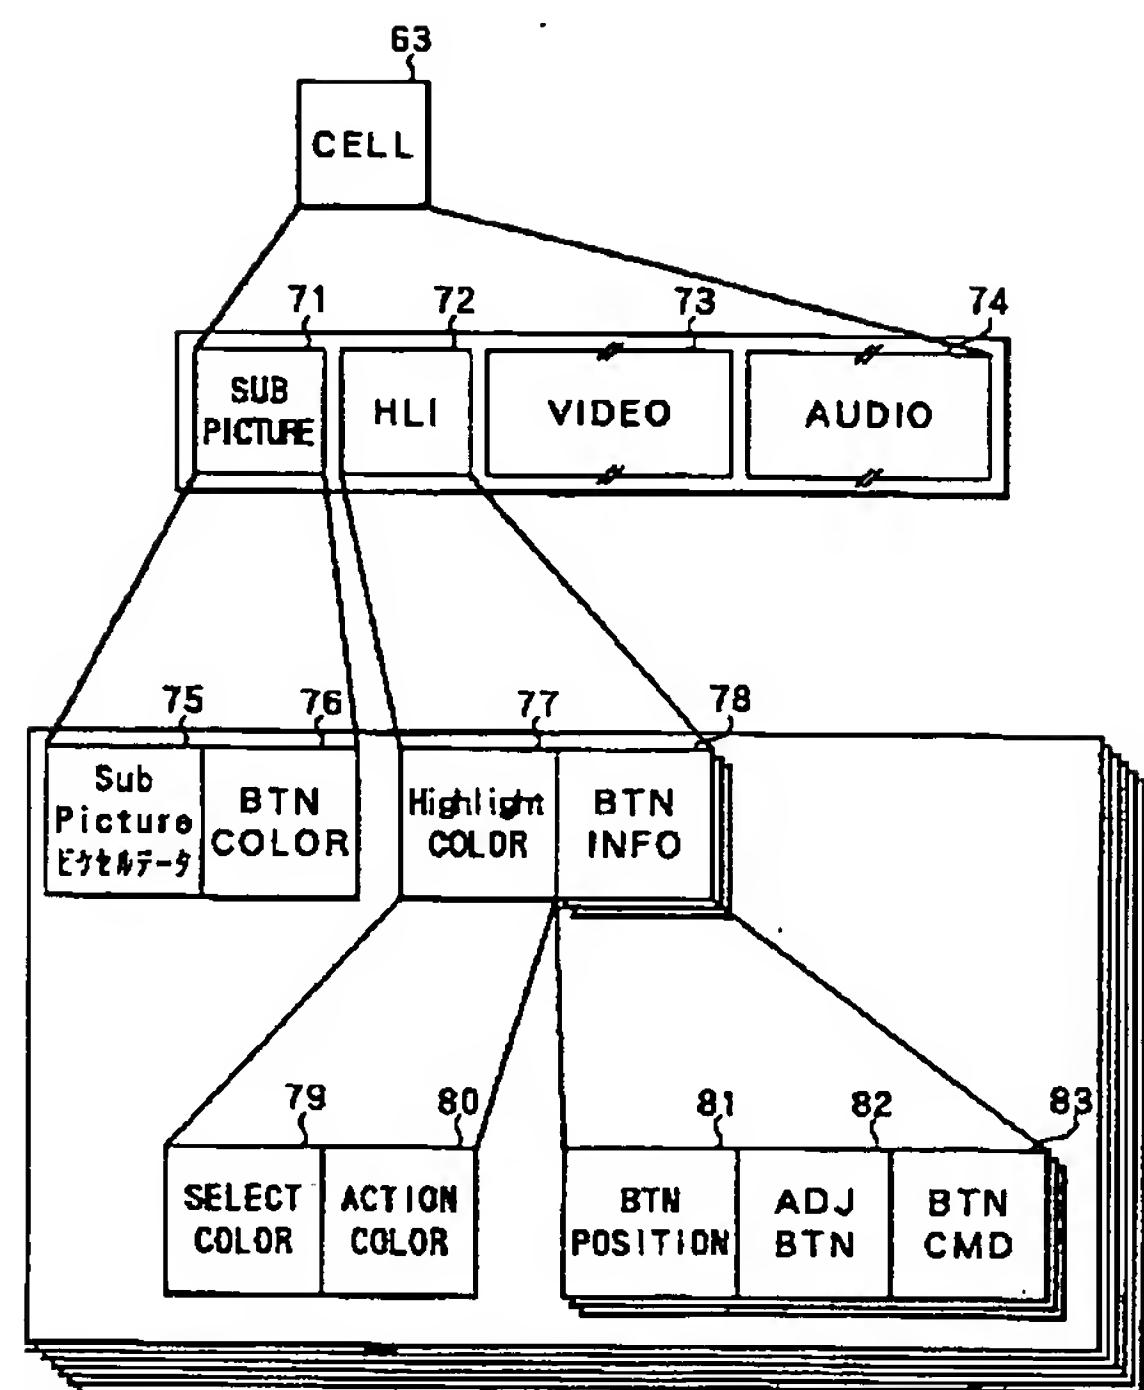 63
CELL
71
72
73
74
SUB
PICTURE
HLI
VIDEO
AUDIO
75
76
77
78
Sub
Picture
ピクセルデータ
BTN
COLOR
Highlight
COLOR
BTN
INFO
79
80
81
82
83
SELECT
COLOR
ACTION
COLOR
BTN
POSITION
ADJ
BTN
BTN
CMD